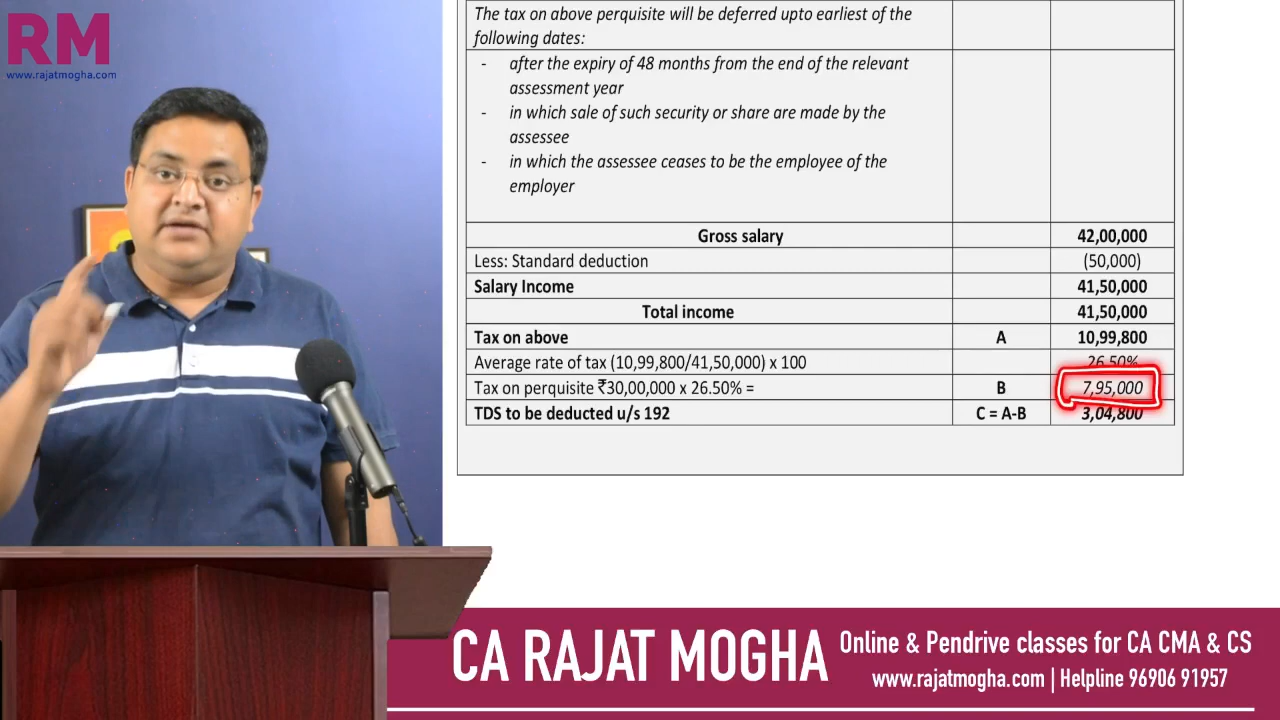 RM
www.rajatmogha.com
The tax on above perquisite will be deferred upto earliest of the
following dates:
- after the expiry of 48 months from the end of the relevant
assessment year
- in which sale of such security or share are made by the
assessee
- in which the assessee ceases to be the employee of the
employer
Gross salary 42,00,000
Less: Standard deduction (50,000)
Salary Income 41,50,000
Total income 41,50,000
Tax on above A 10,99,800
Average rate of tax (10,99,800/41,50,000) x 100 26.50%
Tax on perquisite ₹30,00,000 x 26.50% = B 7,95,000
TDS to be deducted u/s 192 C = A-B 3,04,800
CA RAJAT MOGHA
Online & Pendrive classes for CA CMA & CS
www.rajatmogha.com | Helpline 96906 91957